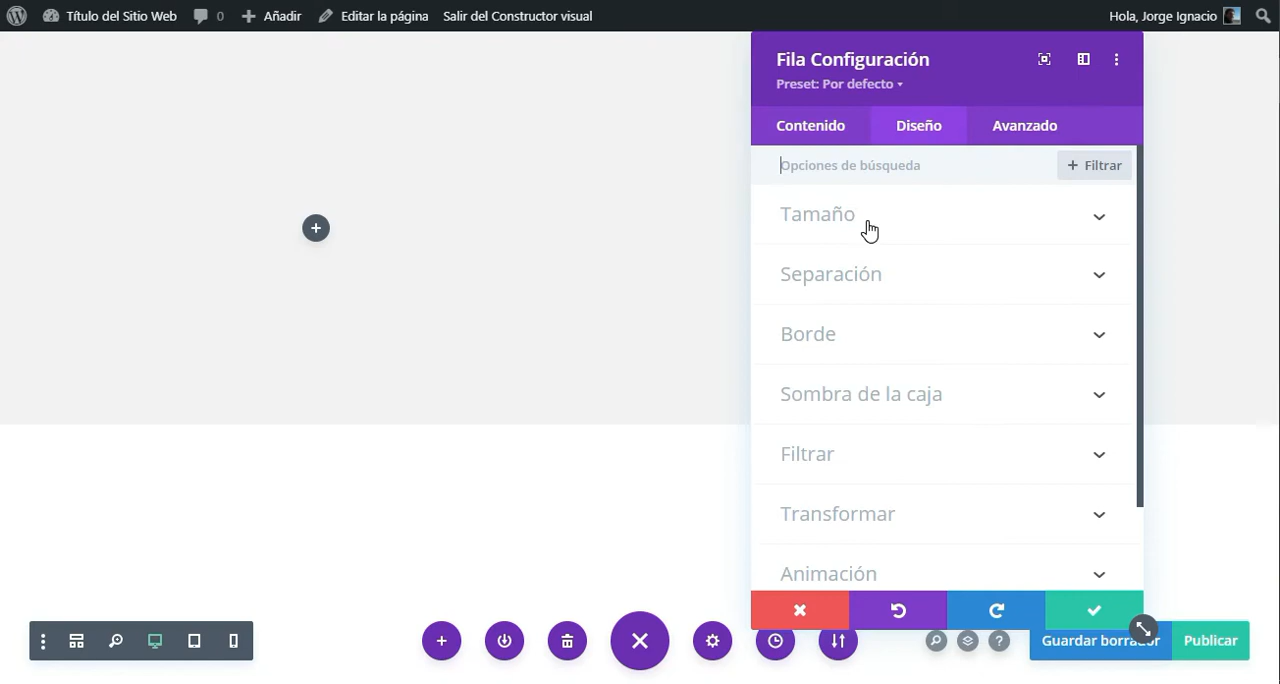 Título del Sitio Web
0
Añadir
Editar la página
Salir del Constructor visual
Hola, Jorge Ignacio
Fila Configuración
Preset: Por defecto
Contenido
Diseño
Avanzado
Opciones de búsqueda
+ Filtrar
Tamaño
Separación
Borde
Sombra de la caja
Filtrar
Transformar
Animación
Guardar borrador
Publicar